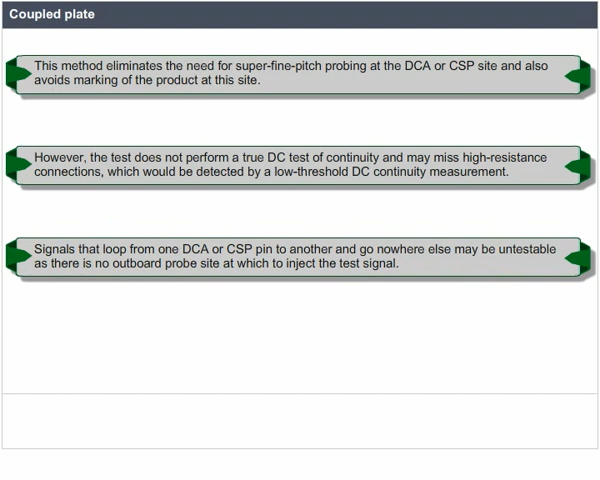 Coupled plate
This method eliminates the need for super-fine-pitch probing at the DCA or CSP site and also
avoids marking of the product at this site.
However, the test does not perform a true DC test of continuity and may miss high-resistance
connections, which would be detected by a low-threshold DC continuity measurement.
Signals that loop from one DCA or CSP pin to another and go nowhere else may be untestable
as there is no outboard probe site at which to inject the test signal.